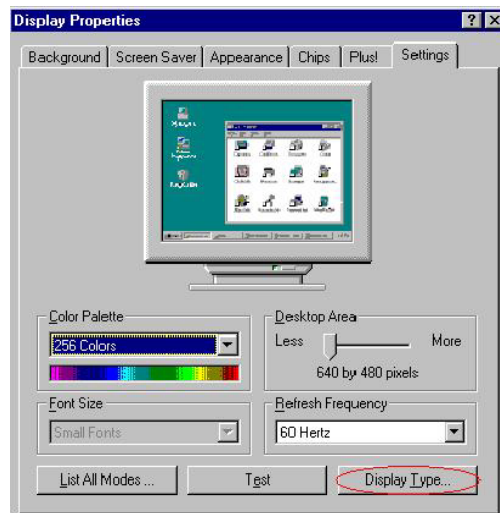 Display Properties
Background Screen Saver Appearance Chips Plus! Settings
Color Palette
256 Colors
Desktop Area
Less More
640 by 480 pixels
Font Size
Small Fonts
Refresh Frequency
60 Hertz
List All Modes ...
Test
Display Type...